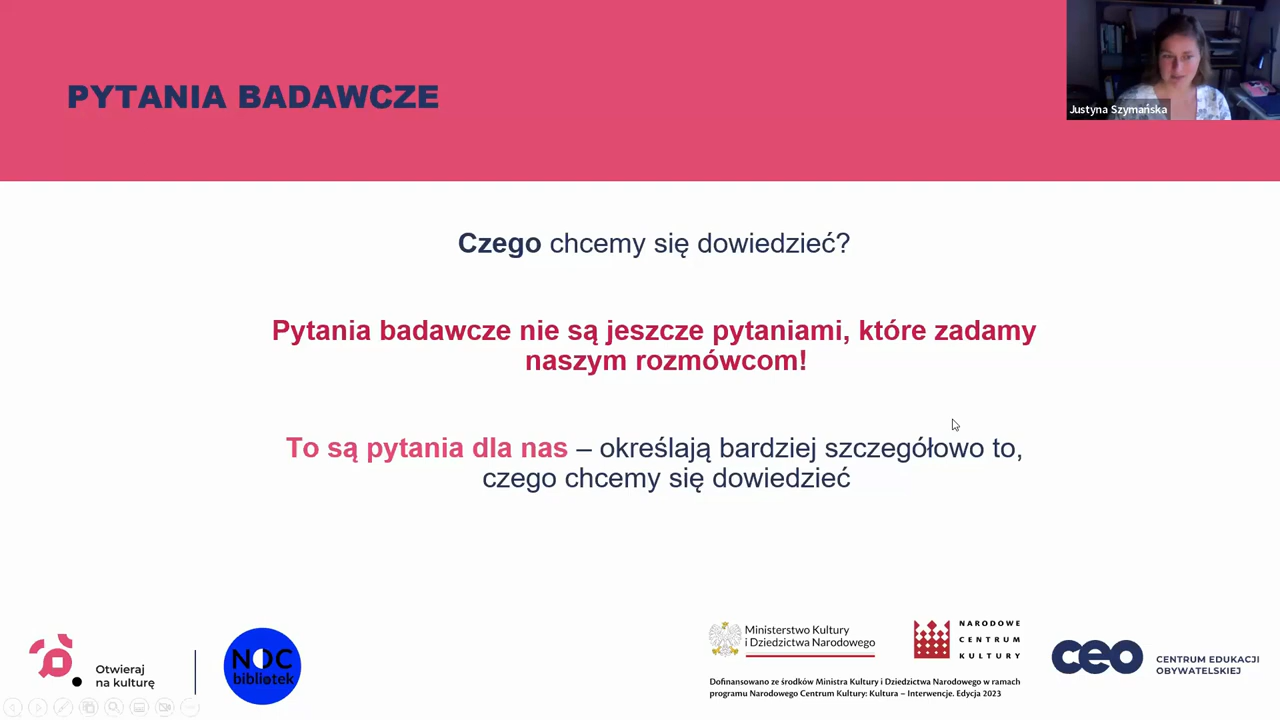 PYTANIA BADAWCZE
Justyna Szymańska
Czego chcemy się dowiedzieć?
Pytania badawcze nie są jeszcze pytaniami, które zadamy
naszym rozmówcom!
To są pytania dla nas – określają bardziej szczegółowo to,
czego chcemy się dowiedzieć
Otwieraj
na kulturę
NOC
bibliotek
Ministerstwo Kultury
i Dziedzictwa Narodowego
NARODOWE
CENTRUM
KULTURY
Dofinansowano ze środków Ministra Kultury i Dziedzictwa Narodowego w ramach
programu Narodowego Centrum Kultury: Kultura – Interwencje. Edycja 2023
ceo
CENTRUM EDUKACJI
OBYWATELSKIEJ